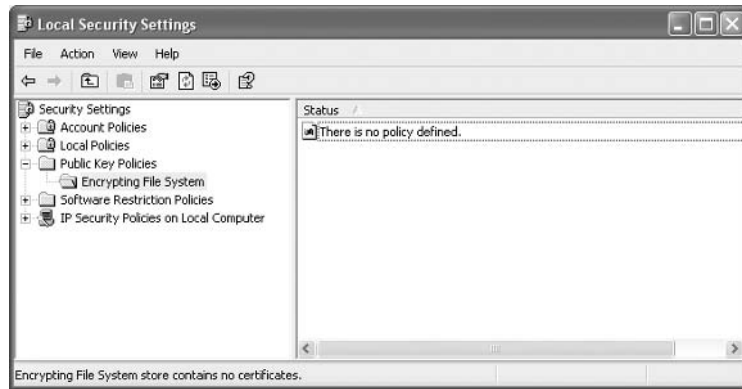 Local Security Settings
File Action View Help
Security Settings
Account Policies
Local Policies
Public Key Policies
Encrypting File System
Software Restriction Policies
IP Security Policies on Local Computer
Status
There is no policy defined.
Encrypting File System store contains no certificates.